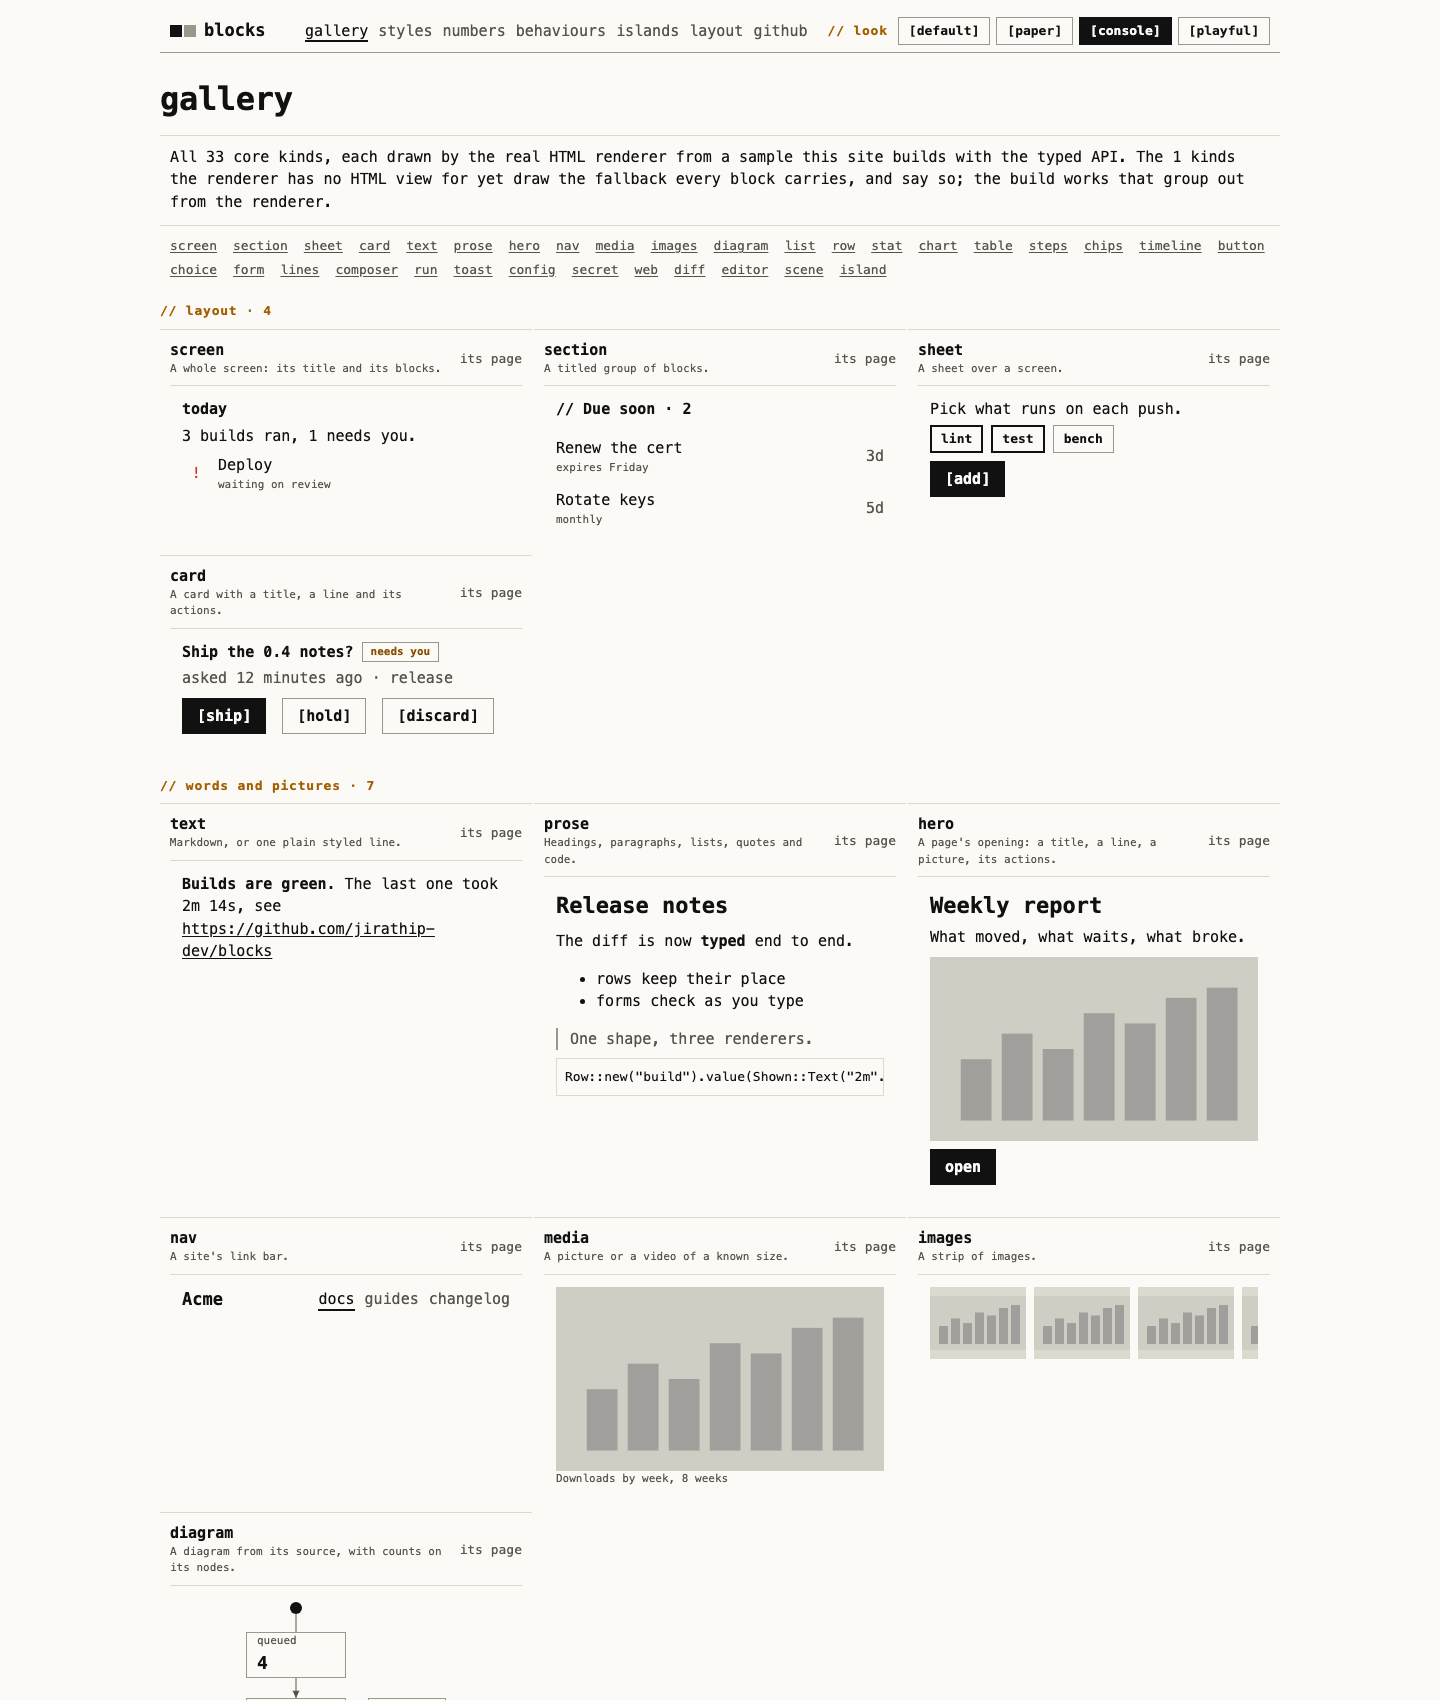 blocks gallery styles numbers behaviours islands layout github // look [default] [paper] [console] [playful]
gallery
All 33 core kinds, each drawn by the real HTML renderer from a sample this site builds with the typed API. The 1 kinds
the renderer has no HTML view for yet draw the fallback every block carries, and say so; the build works that group out
from the renderer.
screen section sheet card text prose hero nav media images diagram list row stat chart table steps chips timeline button
choice form lines composer run toast config secret web diff editor scene island
// layout · 4
screen
A whole screen: its title and its blocks.
its page
today
3 builds ran, 1 needs you.
!
Deploy
waiting on review
section
A titled group of blocks.
its page
// Due soon · 2
Renew the cert
expires Friday
3d
Rotate keys
monthly
5d
sheet
A sheet over a screen.
its page
Pick what runs on each push.
lint test bench
[add]
card
A card with a title, a line and its
actions.
its page
Ship the 0.4 notes? needs you
asked 12 minutes ago · release
[ship] [hold] [discard]
// words and pictures · 7
text
Markdown, or one plain styled line.
its page
Builds are green. The last one took
2m 14s, see
https://github.com/jirathip-
dev/blocks
prose
Headings, paragraphs, lists, quotes and
code.
its page
Release notes
The diff is now typed end to end.
• rows keep their place
• forms check as you type
One shape, three renderers.
Row::new("build").value(Shown::Text("2m".
hero
A page's opening: a title, a line, a
picture, its actions.
its page
Weekly report
What moved, what waits, what broke.
open
nav
A site's link bar.
its page
Acme docs guides changelog
media
A picture or a video of a known size.
its page
Downloads by week, 8 weeks
images
A strip of images.
its page
diagram
A diagram from its source, with counts on
its nodes.
its page
queued
4